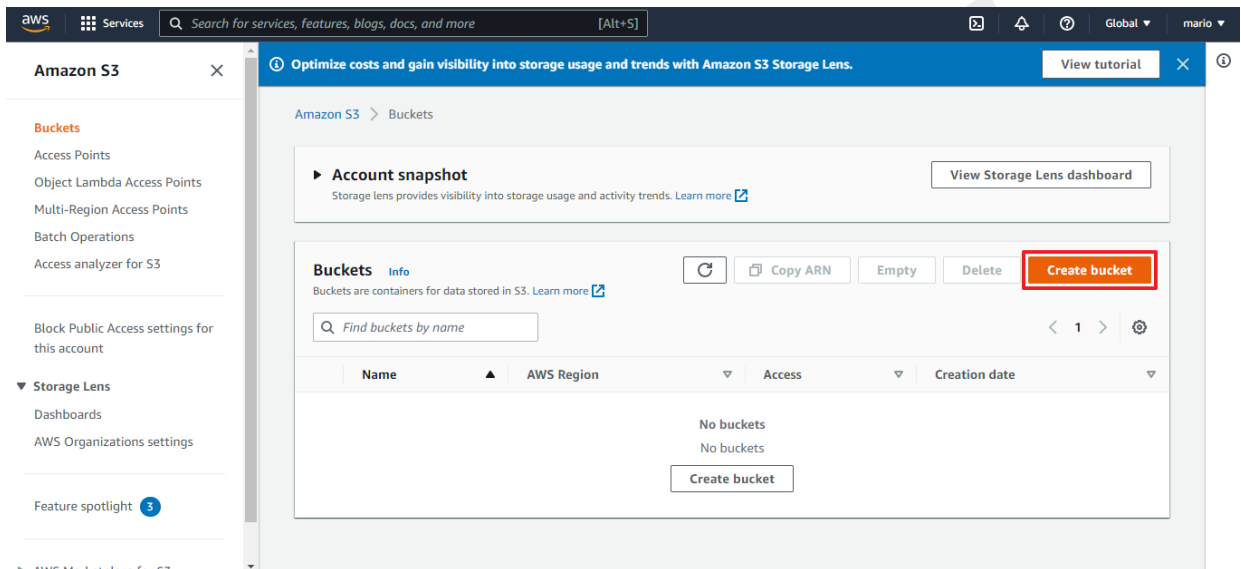 aws
Services
Search for services, features, blogs, docs, and more
[Alt+S]
Global ▼
mario ▼
Amazon S3
Buckets
Access Points
Object Lambda Access Points
Multi-Region Access Points
Batch Operations
Access analyzer for S3
Block Public Access settings for
this account
Storage Lens
Dashboards
AWS Organizations settings
Feature spotlight 3
Optimize costs and gain visibility into storage usage and trends with Amazon S3 Storage Lens.
View tutorial
Amazon S3 > Buckets
Account snapshot
Storage lens provides visibility into storage usage and activity trends. Learn more
View Storage Lens dashboard
Buckets Info
Buckets are containers for data stored in S3. Learn more
Copy ARN
Empty
Delete
Create bucket
Find buckets by name
< 1 >
Name
AWS Region
Access
Creation date
No buckets
No buckets
Create bucket